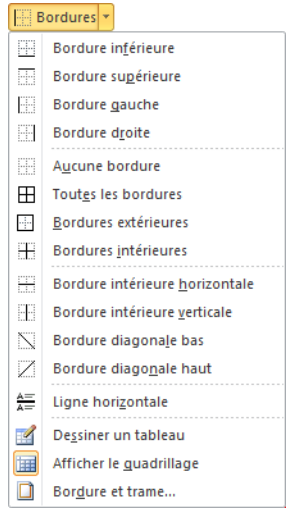 Bordures
Bordure inférieure
Bordure supérieure
Bordure gauche
Bordure droite
Aucune bordure
Toutes les bordures
Bordures extérieures
Bordures intérieures
Bordure intérieure horizontale
Bordure intérieure verticale
Bordure diagonale bas
Bordure diagonale haut
Ligne horizontale
Dessiner un tableau
Afficher le quadrillage
Bordure et trame...